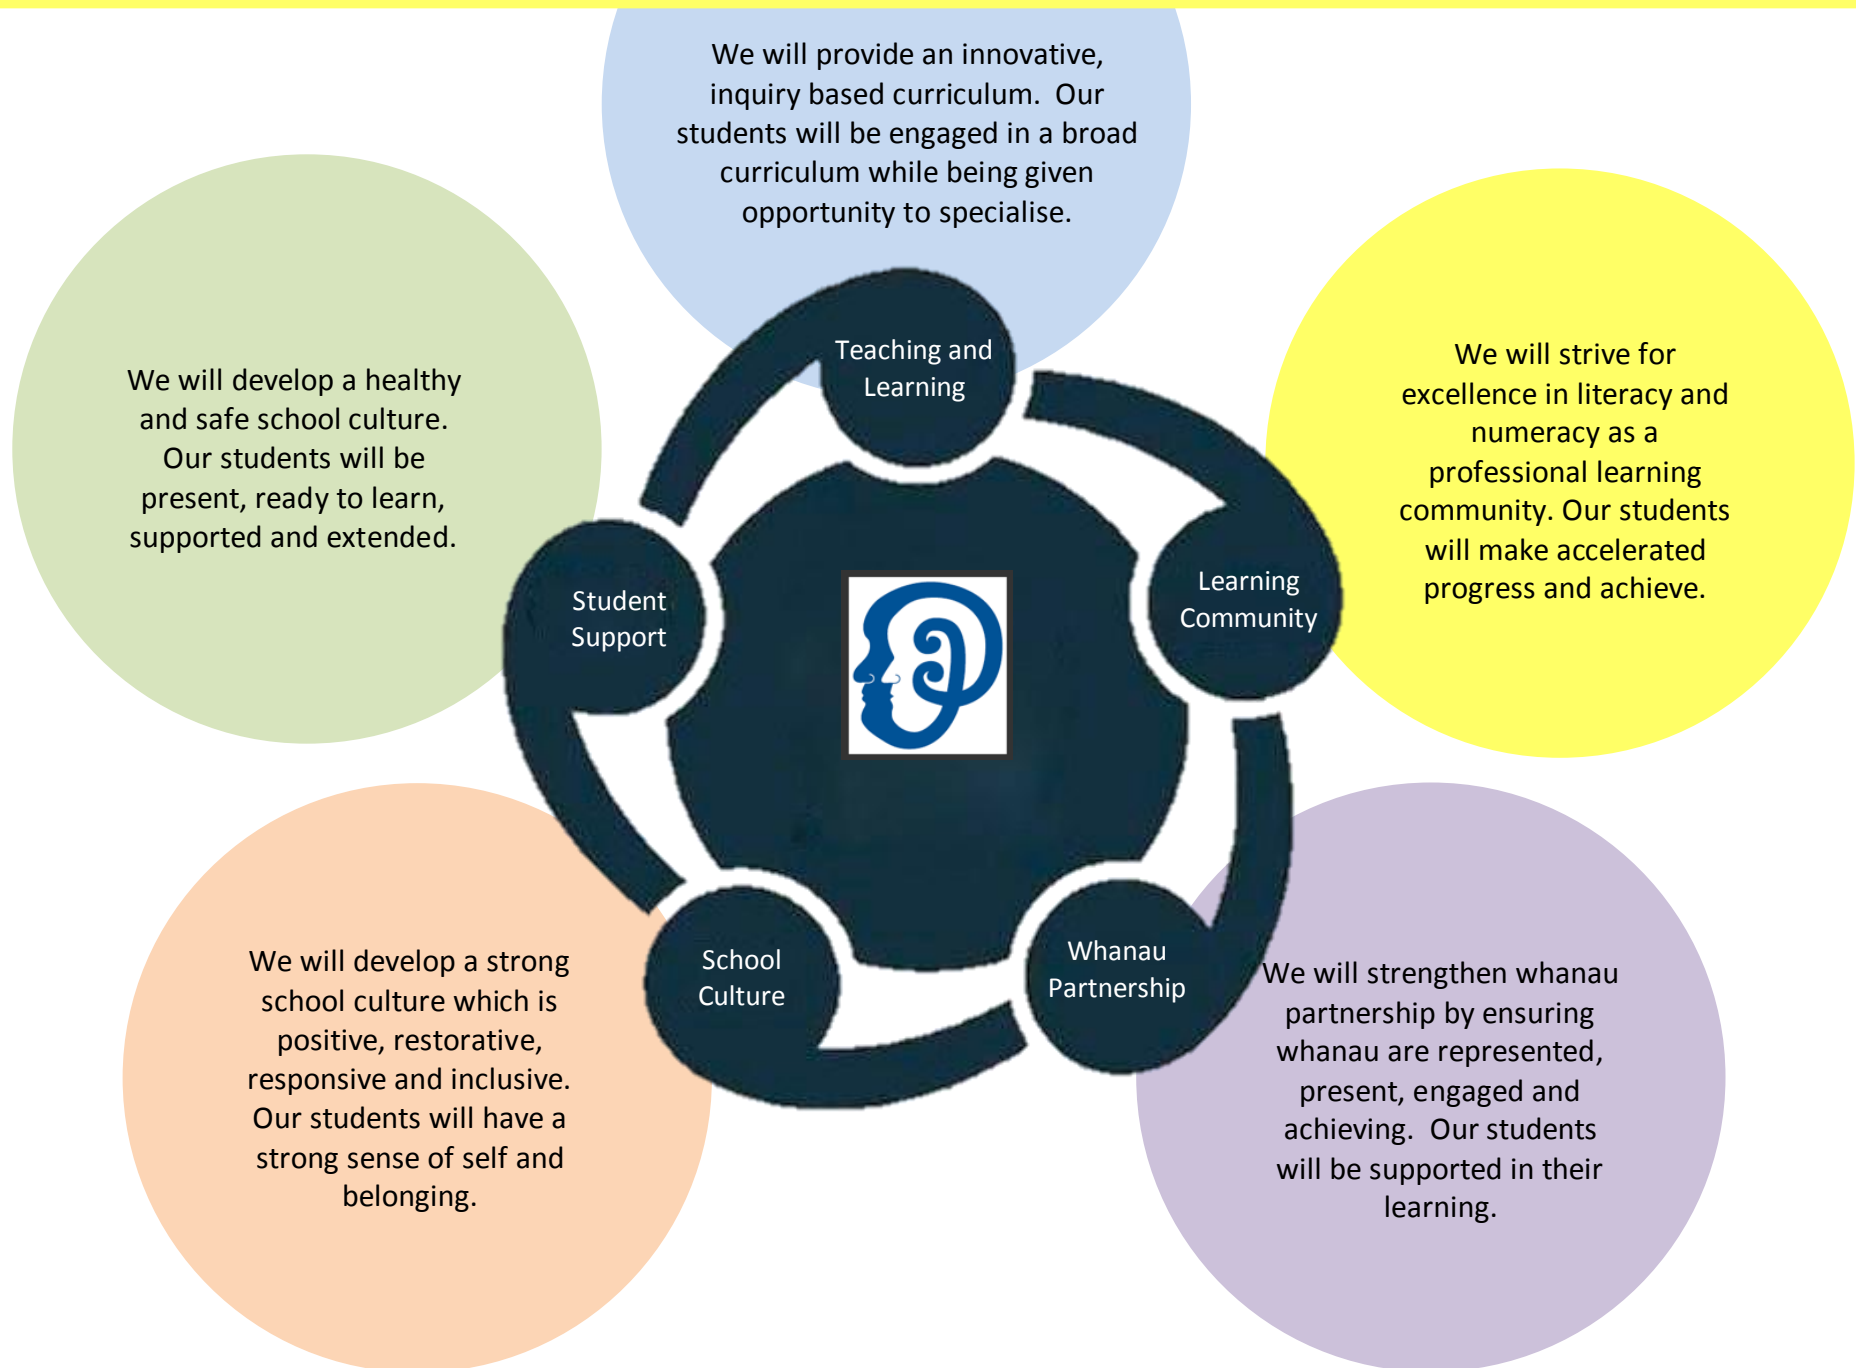 We will provide an innovative,
inquiry based curriculum.  Our
students will be engaged in a broad
curriculum while being given
opportunity to specialise.
Teaching and
Learning
We will strive for
excellence in literacy and
numeracy as a
professional learning
community. Our students
will make accelerated
progress and achieve.
Learning
Community
We will strengthen whanau
partnership by ensuring
whanau are represented,
present, engaged and
achieving.  Our students
will be supported in their
learning.
Whanau
Partnership
We will develop a strong
school culture which is
positive, restorative,
responsive and inclusive.
Our students will have a
strong sense of self and
belonging.
School
Culture
We will develop a healthy
and safe school culture.
Our students will be
present, ready to learn,
supported and extended.
Student
Support